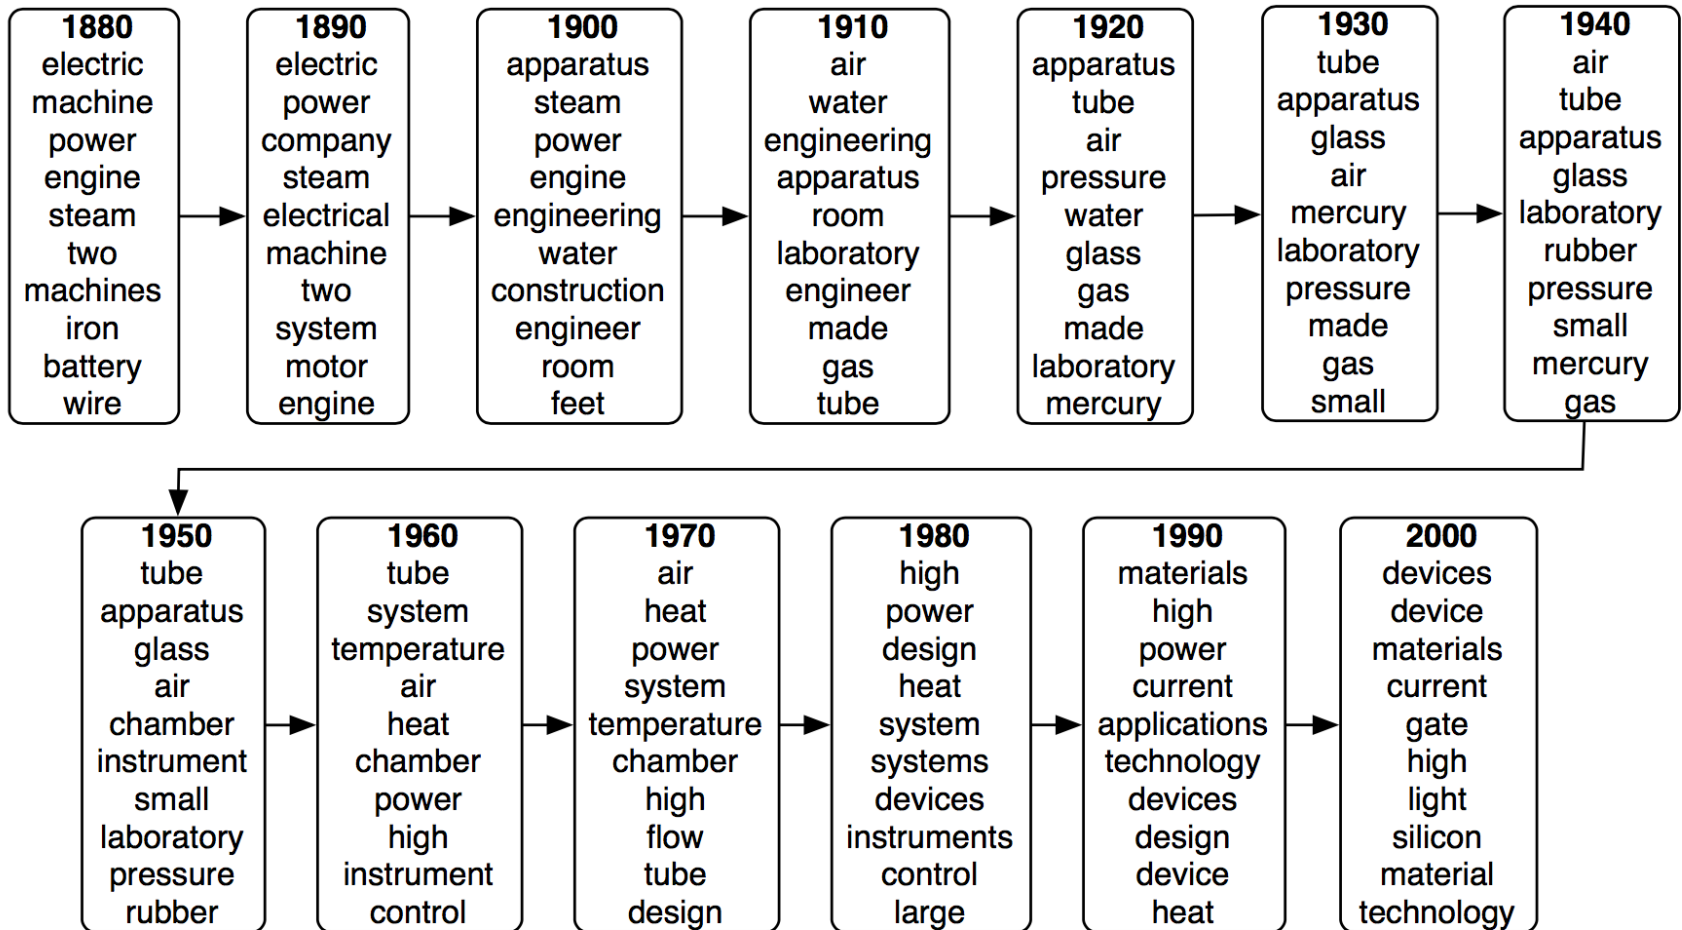 1880
electric
machine
power
engine
steam
two
machines
iron
battery
wire
1890
electric
power
company
steam
electrical
machine
two
system
motor
engine
1900
apparatus
steam
power
engine
engineering
water
construction
engineer
room
feet
1910
air
water
engineering
apparatus
room
laboratory
engineer
made
gas
tube
1920
apparatus
tube
air
pressure
water
glass
gas
made
laboratory
mercury
1930
tube
apparatus
glass
air
mercury
laboratory
pressure
made
gas
small
1940
air
tube
apparatus
glass
laboratory
rubber
pressure
small
mercury
gas
1950
tube
apparatus
glass
air
chamber
instrument
small
laboratory
pressure
rubber
1960
tube
system
temperature
air
heat
chamber
power
high
instrument
control
1970
air
heat
power
system
temperature
chamber
high
flow
tube
design
1980
high
power
design
heat
system
systems
devices
instruments
control
large
1990
materials
high
power
current
applications
technology
devices
design
device
heat
2000
devices
device
materials
current
gate
high
light
silicon
material
technology